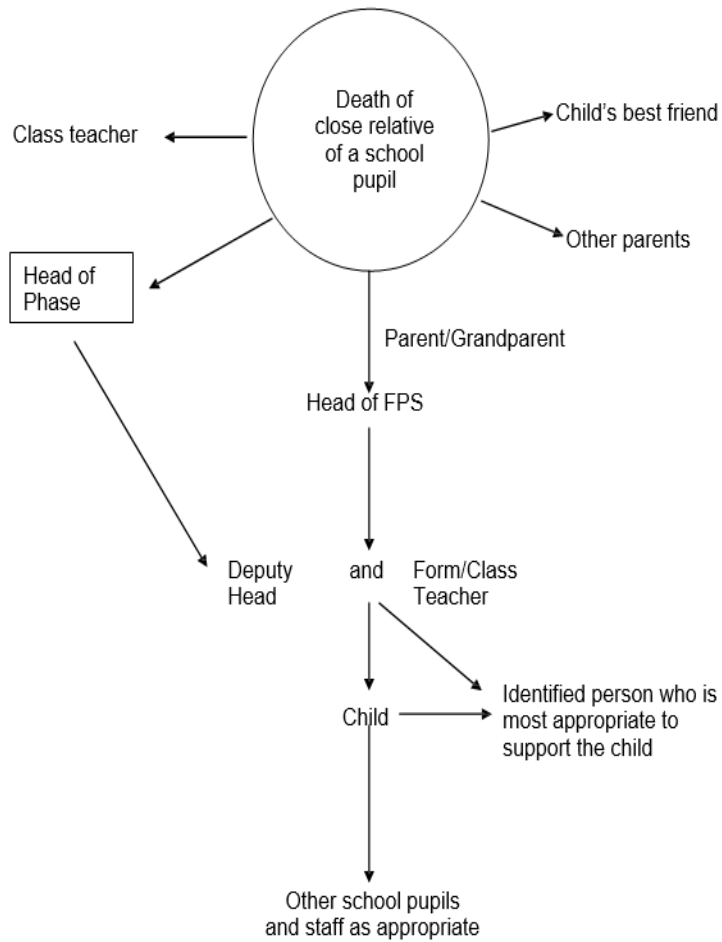 Death of
close relative
of a school
pupil
Class teacher
Child's best friend
Other parents
Head of
Phase
Parent/Grandparent
Head of FPS
Deputy
Head
and
Form/Class
Teacher
Child
Identified person who is
most appropriate to
support the child
Other school pupils
and staff as appropriate